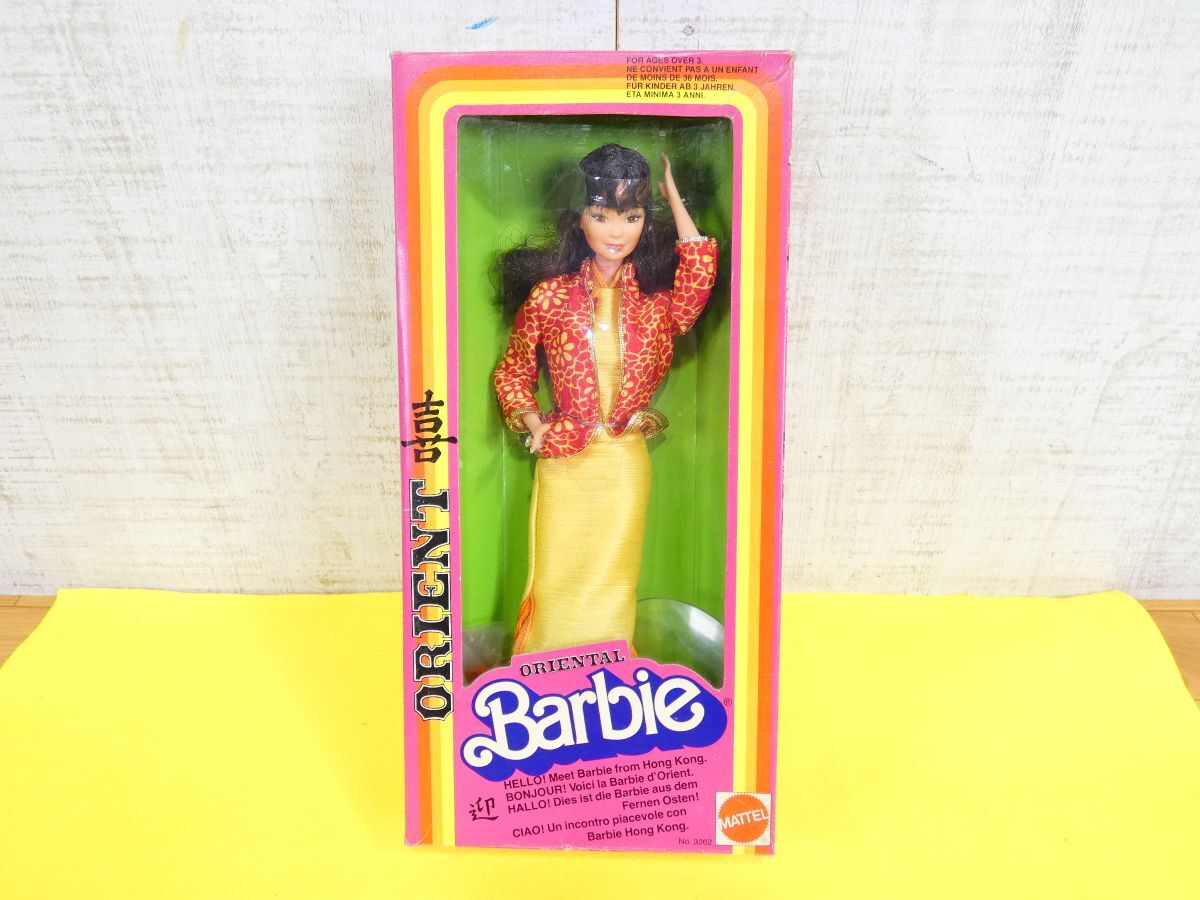 FOR AGES OVER 3.
NE CONVIENT PAS A UN ENFANT
DE MOINS DE 36 MOIS.
FUR KINDER AB 3 JAHREN.
ETA MINIMA 3 ANNI.
ORIENT 囍
ORIENTAL
Barbie®
HELLO! Meet Barbie from Hong Kong.
BONJOUR! Voici la Barbie d'Orient.
HALLO! Dies ist die Barbie aus dem
Fernen Osten!
迎
CIAO! Un incontro piacevole con
Barbie Hong Kong.
No. 3262
MATTEL